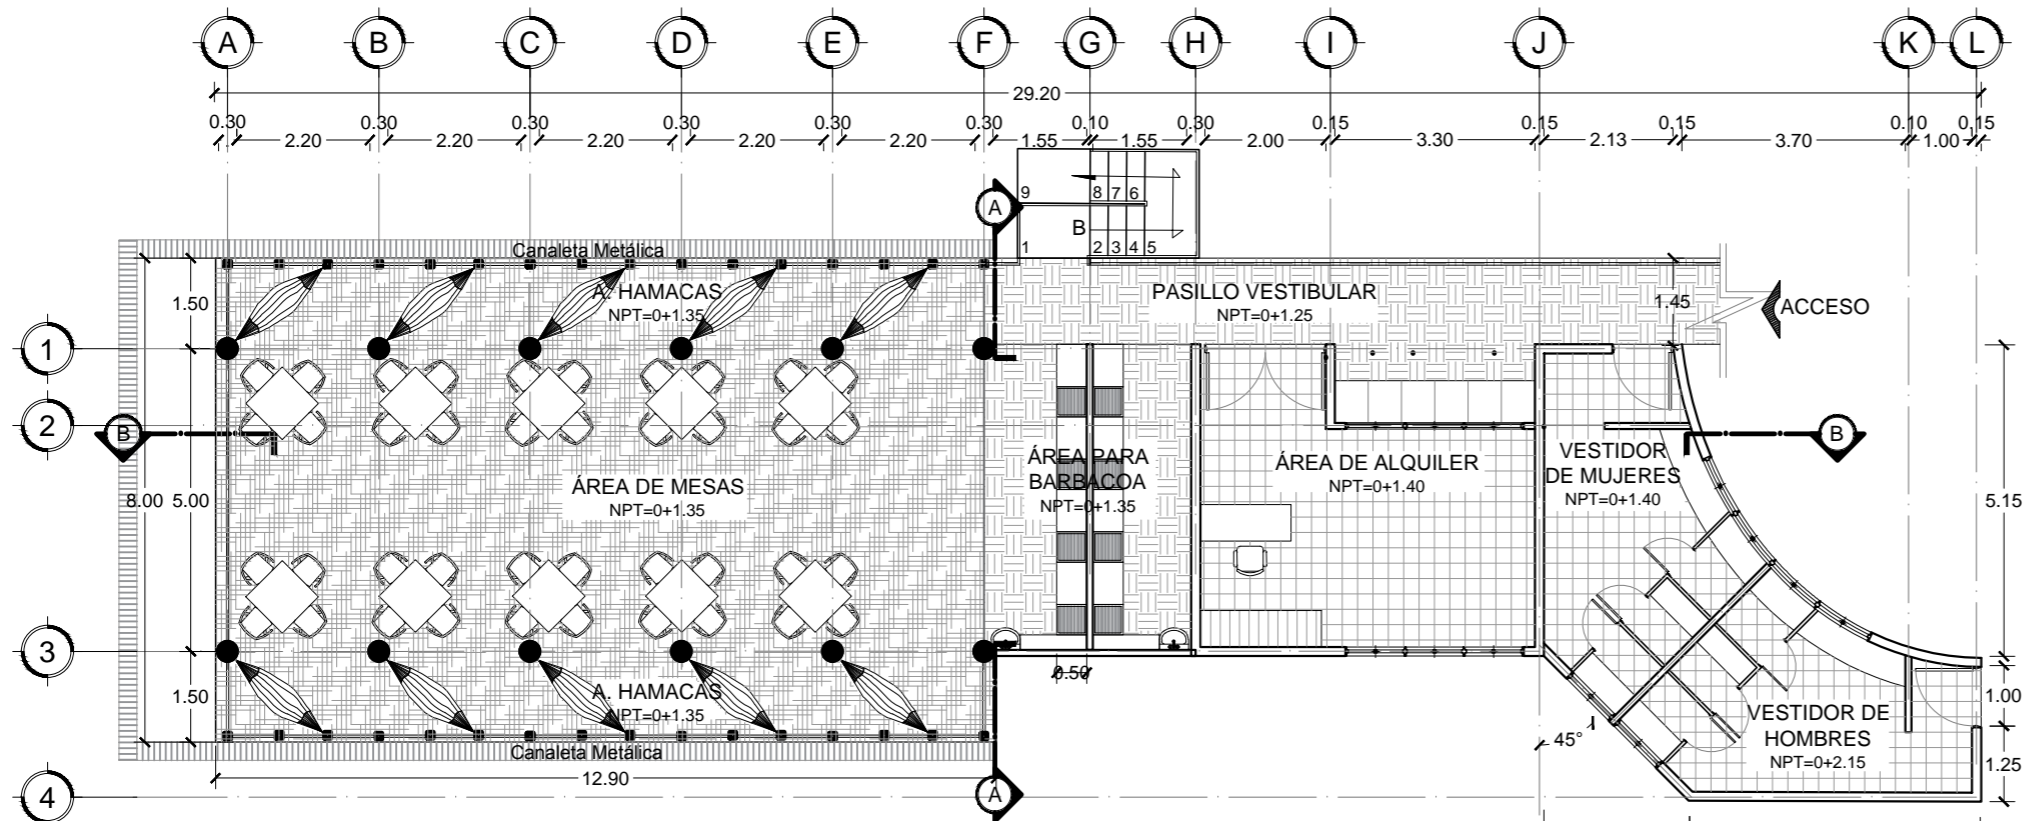 A B C D E F G H I J K L
29.20
0.30 0.30 0.30 0.30 0.30 0.30 0.10 0.30 0.15 0.15 0.15 0.10 0.15
2.20 2.20 2.20 2.20 2.20 1.55 1.55 2.00 3.30 2.13 3.70 1.00
9 8 7 6
A
B
1 2 3 4 5
Canaleta Metálica
1.50
A. HAMACAS
NPT=0+1.35
PASILLO VESTIBULAR
NPT=0+1.25
1.45
ACCESO
1
2
B
B
ÁREA PARA
BARBACOA
NPT=0+1.35
ÁREA DE ALQUILER
NPT=0+1.40
VESTIDOR
DE MUJERES
NPT=0+1.40
8.00 5.00
ÁREA DE MESAS
NPT=0+1.35
5.15
3
0.50
1.50
A. HAMACAS
NPT=0+1.35
1.00
VESTIDOR DE
HOMBRES
NPT=0+2.15
45°
Canaleta Metálica
1.25
12.90
4
A